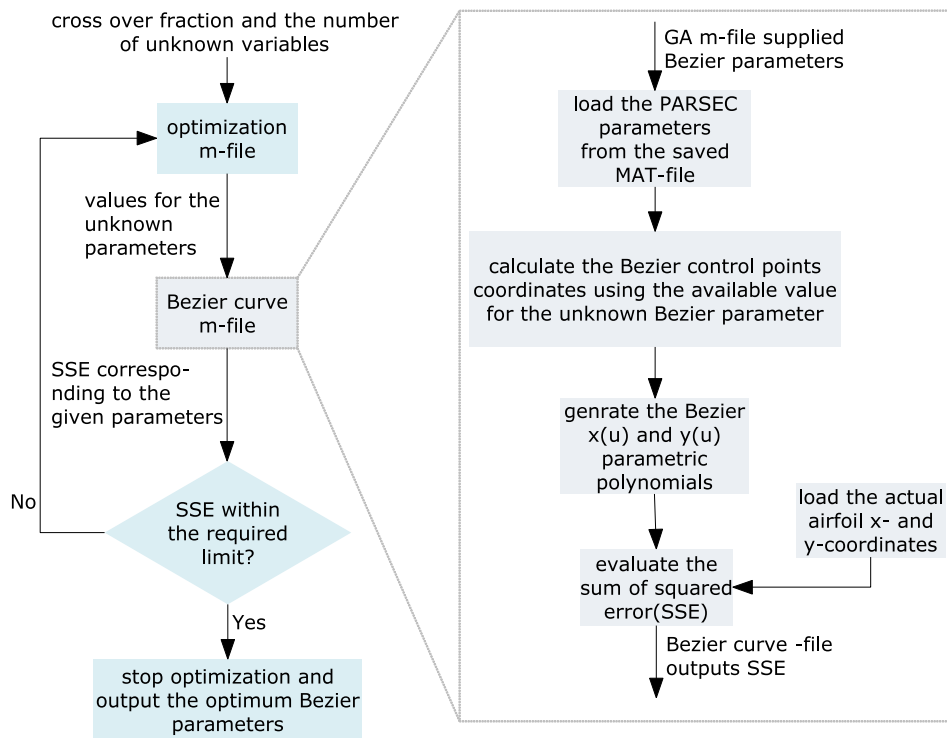 cross over fraction and the number
of unknown variables
optimization
m-file
values for the
unknown
parameters
Bezier curve
m-file
SSE correspo-
nding to the
given parameters
No
SSE within
the required
limit?
Yes
stop optimization and
output the optimum Bezier
parameters
GA m-file supplied
Bezier parameters
load the PARSEC
parameters
from the saved
MAT-file
calculate the Bezier control points
coordinates using the available value
for the unknown Bezier parameter
genrate the Bezier
x(u) and y(u)
parametric
polynomials
load the actual
airfoil x- and
y-coordinates
evaluate the
sum of squared
error(SSE)
Bezier curve -file
outputs SSE